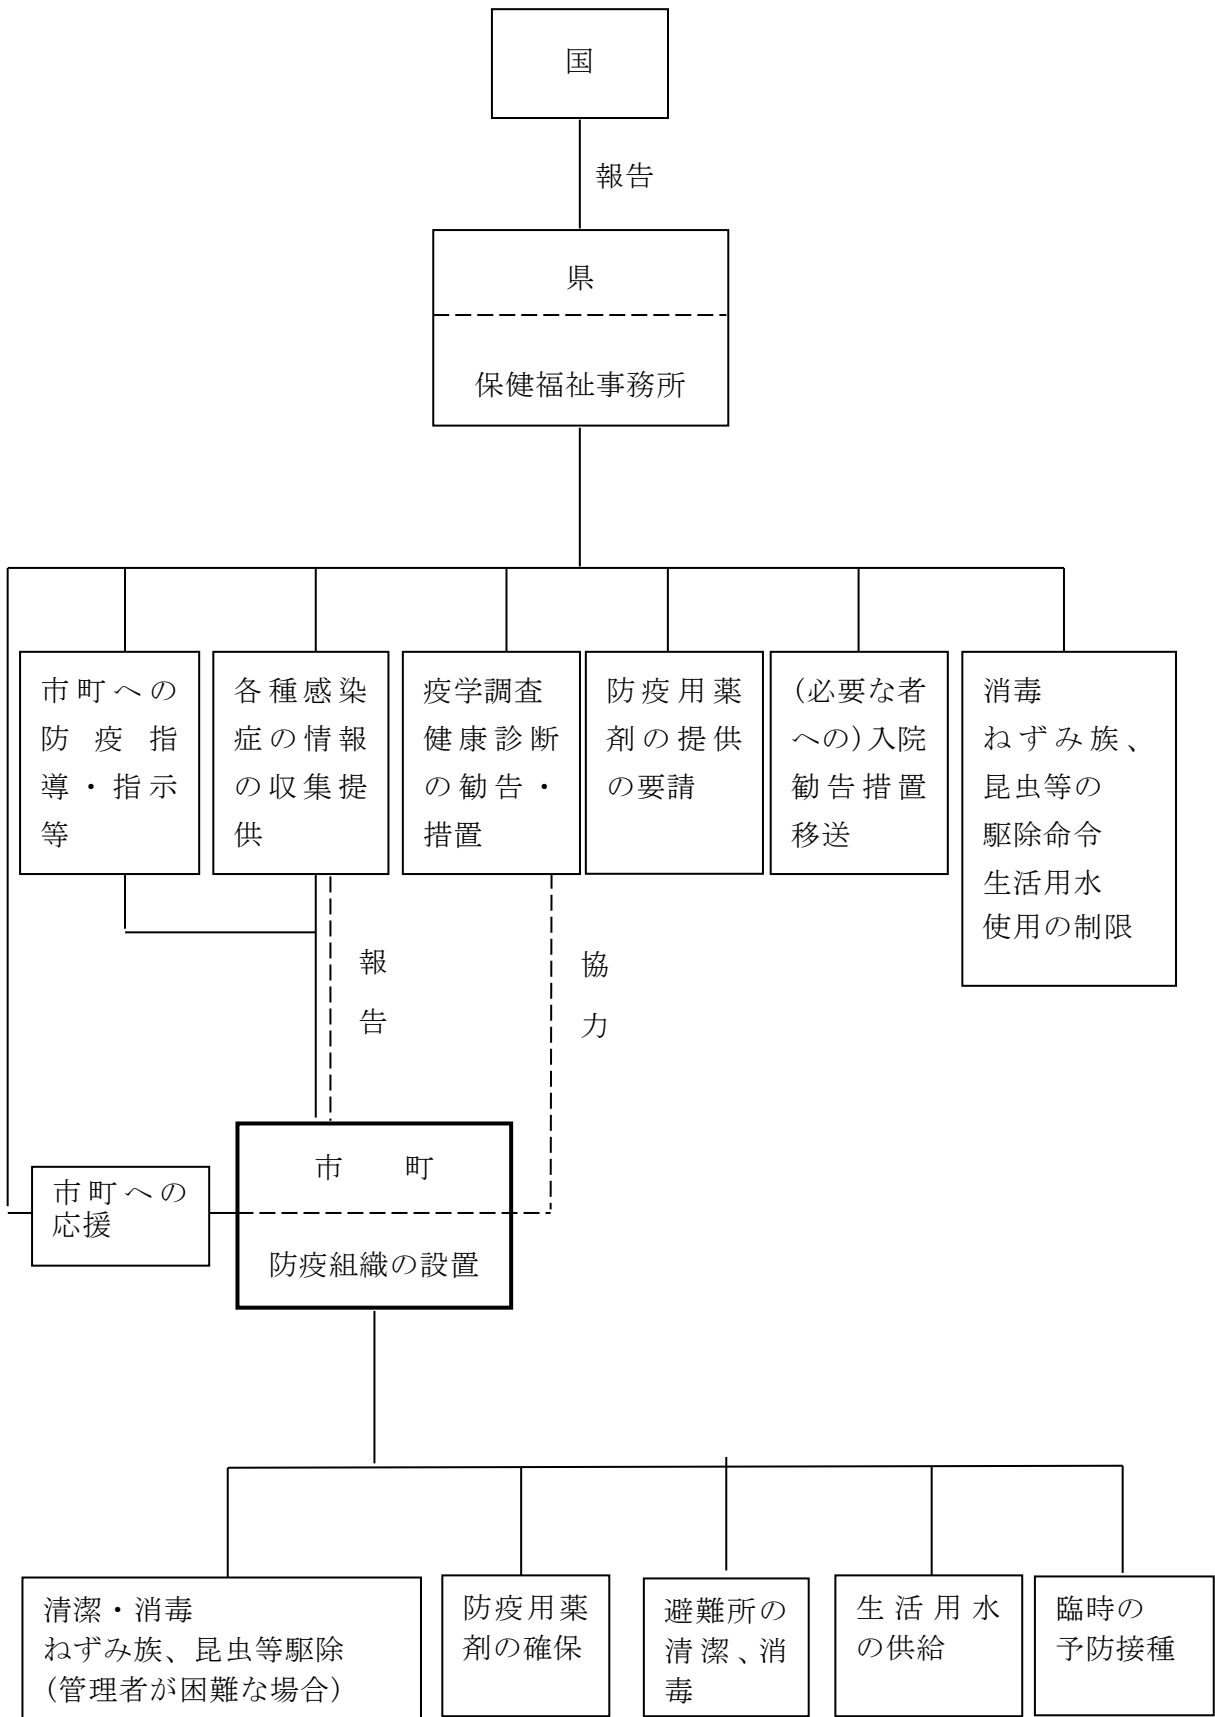 国
報告
県
保健福祉事務所
市町への
防疫指
導・指示
等
各種感染
症の情報
の収集提
供
疫学調査
健康診断
の勧告・
措置
防疫用薬
剤の提供
の要請
(必要な者
への)入院
勧告措置
移送
消毒
ねずみ族、
昆虫等の
駆除命令
生活用水
使用の制限
報
告
協
力
市町への
応援
市　町
防疫組織の設置
清潔・消毒
ねずみ族、昆虫等駆除
(管理者が困難な場合)
防疫用薬
剤の確保
避難所の
清潔、消
毒
生活用水
の供給
臨時の
予防接種